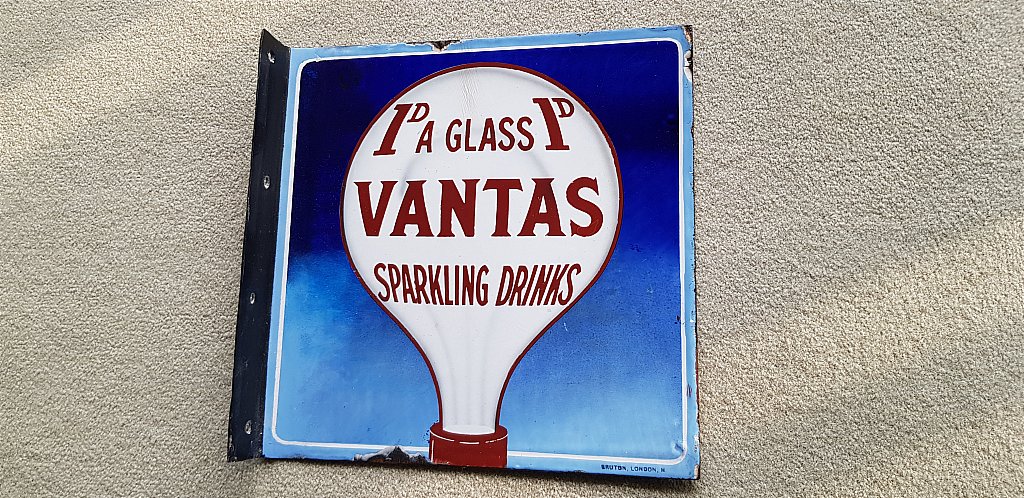 1D A GLASS 1D
VANTAS
SPARKLING DRINKS
BRUTON, LONDON, N